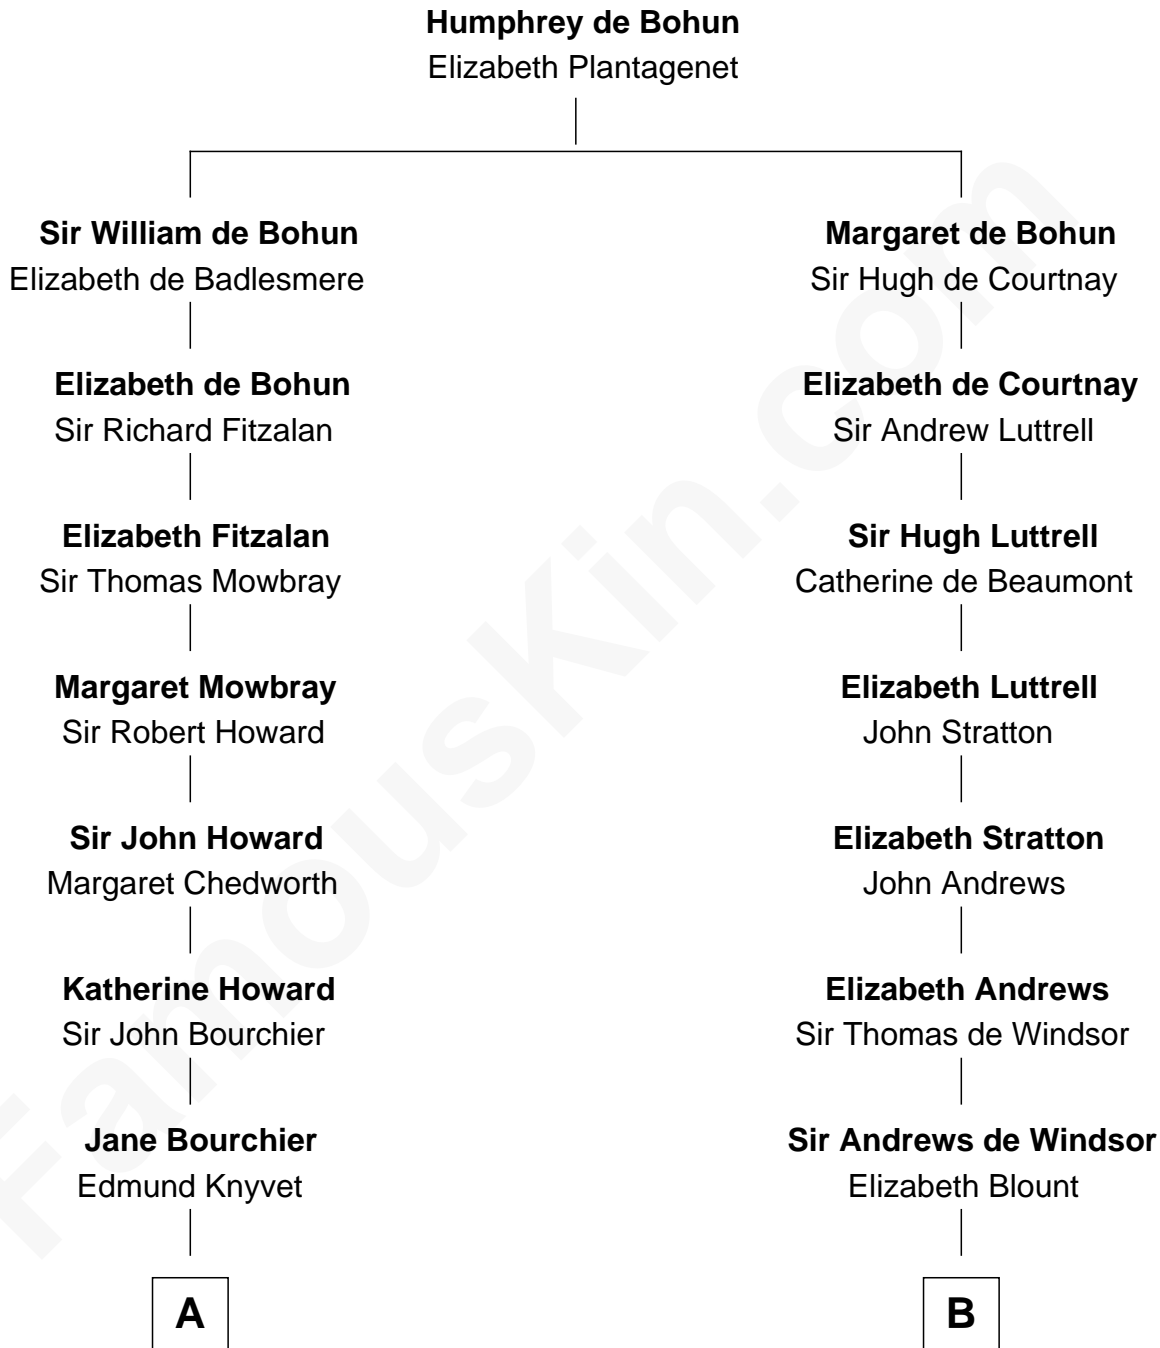 Humphrey de Bohun
Elizabeth Plantagenet
Sir William de Bohun
Elizabeth de Badlesmere
Margaret de Bohun
Sir Hugh de Courtnay
Elizabeth de Bohun
Sir Richard Fitzalan
Elizabeth de Courtnay
Sir Andrew Luttrell
Elizabeth Fitzalan
Sir Thomas Mowbray
Sir Hugh Luttrell
Catherine de Beaumont
Margaret Mowbray
Sir Robert Howard
Elizabeth Luttrell
John Stratton
Sir John Howard
Margaret Chedworth
Elizabeth Stratton
John Andrews
Katherine Howard
Sir John Bourchier
Elizabeth Andrews
Sir Thomas de Windsor
Jane Bourchier
Edmund Knyvet
Sir Andrews de Windsor
Elizabeth Blount
A
B
FamousKin.com